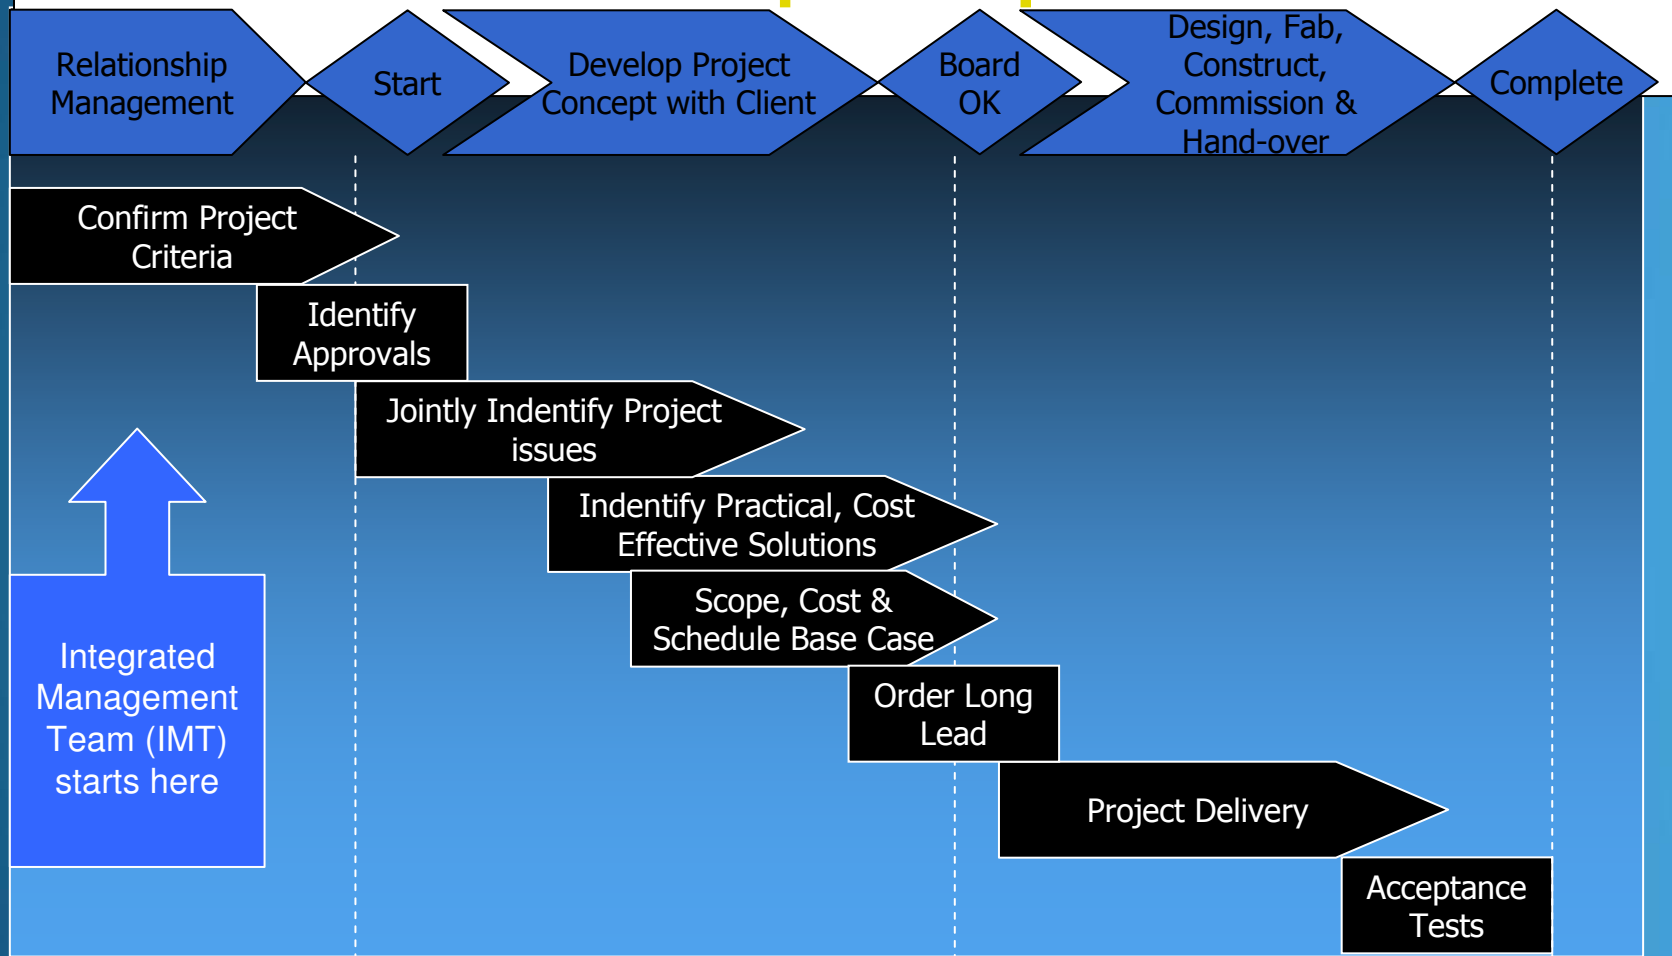 Relationship
Management
Start
Develop Project
Concept with Client
Board
OK
Design, Fab,
Construct,
Commission &
Hand-over
Complete
Confirm Project
Criteria
Identify
Approvals
Jointly Indentify Project
issues
Indentify Practical, Cost
Effective Solutions
Scope, Cost &
Schedule Base Case
Order Long
Lead
Project Delivery
Acceptance
Tests
Integrated
Management
Team (IMT)
starts here